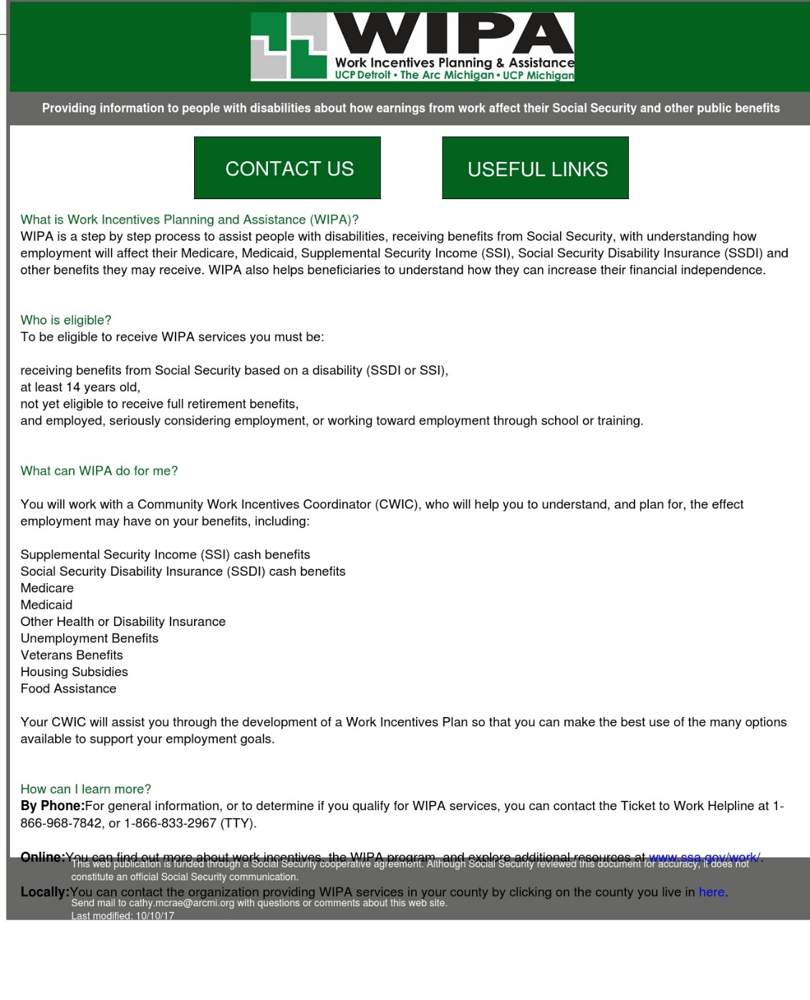 WIPA
Work Incentives Planning & Assistance
UCP Detroit • The Arc Michigan • UCP Michigan
Providing information to people with disabilities about how earnings from work affect their Social Security and other public benefits
CONTACT US
USEFUL LINKS
What is Work Incentives Planning and Assistance (WIPA)?
WIPA is a step by step process to assist people with disabilities, receiving benefits from Social Security, with understanding how
employment will affect their Medicare, Medicaid, Supplemental Security Income (SSI), Social Security Disability Insurance (SSDI) and
other benefits they may receive. WIPA also helps beneficiaries to understand how they can increase their financial independence.
Who is eligible?
To be eligible to receive WIPA services you must be:
receiving benefits from Social Security based on a disability (SSDI or SSI),
at least 14 years old,
not yet eligible to receive full retirement benefits,
and employed, seriously considering employment, or working toward employment through school or training.
What can WIPA do for me?
You will work with a Community Work Incentives Coordinator (CWIC), who will help you to understand, and plan for, the effect
employment may have on your benefits, including:
Supplemental Security Income (SSI) cash benefits
Social Security Disability Insurance (SSDI) cash benefits
Medicare
Medicaid
Other Health or Disability Insurance
Unemployment Benefits
Veterans Benefits
Housing Subsidies
Food Assistance
Your CWIC will assist you through the development of a Work Incentives Plan so that you can make the best use of the many options
available to support your employment goals.
How can I learn more?
By Phone:For general information, or to determine if you qualify for WIPA services, you can contact the Ticket to Work Helpline at 1-
866-968-7842, or 1-866-833-2967 (TTY).
Online:You can find out more about work incentives, the WIPA program, and explore additional resources at www.ssa.gov/work/.
This web publication is funded through a Social Security cooperative agreement. Although Social Security reviewed this document for accuracy, it does not
constitute an official Social Security communication.
Locally:You can contact the organization providing WIPA services in your county by clicking on the county you live in here.
Send mail to cathy.mcrae@arcmi.org with questions or comments about this web site.
Last modified: 10/10/17